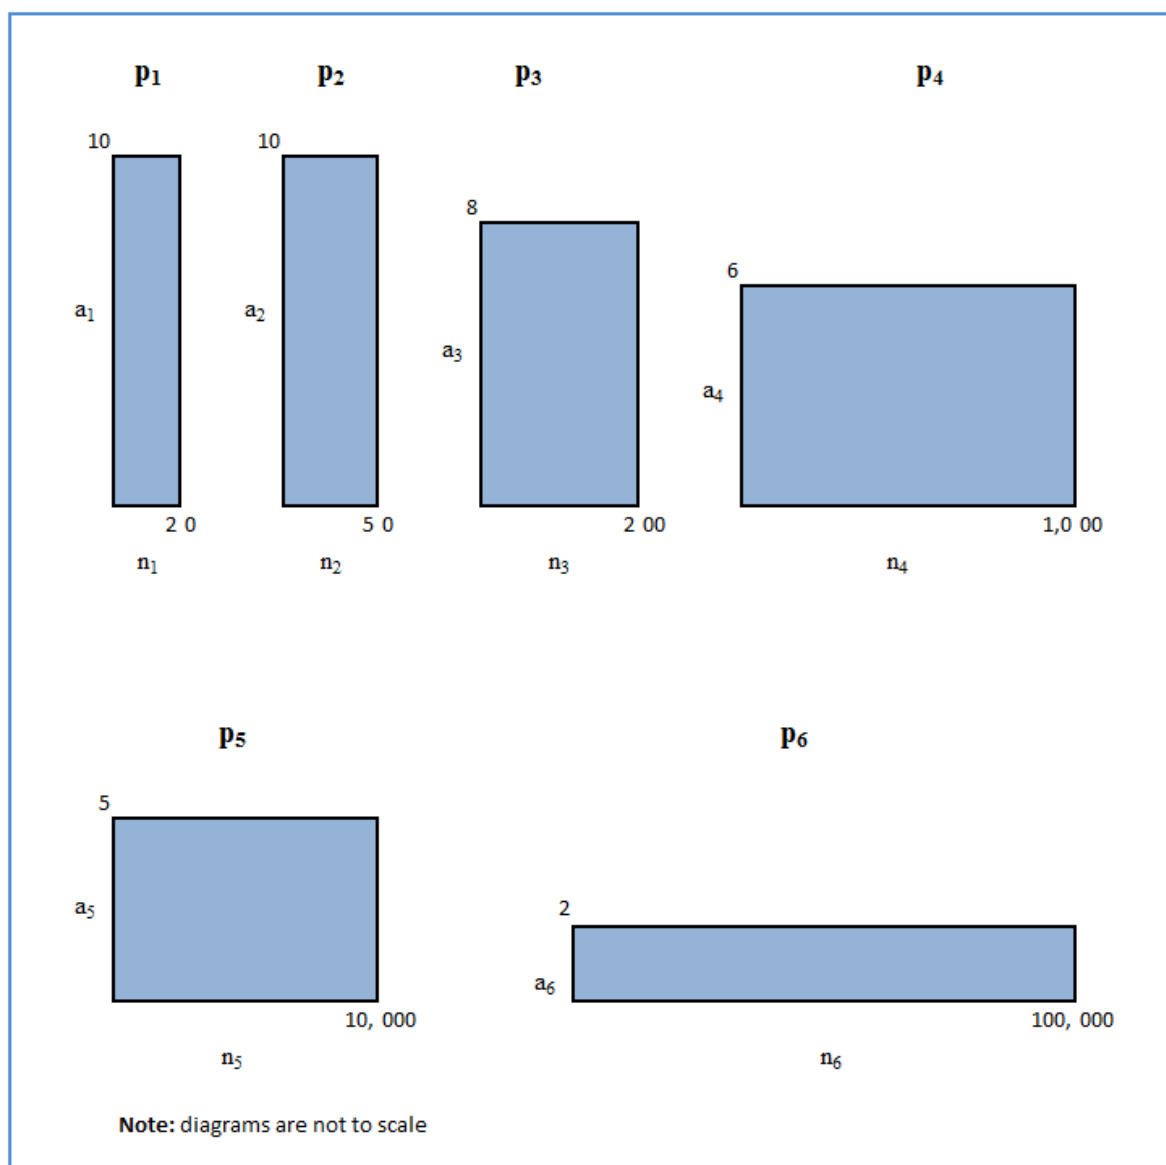 p₁ p₂ p₃ p₄
10 10
8
6
a₁ a₂
a₃
a₄
2 0 5 0 2 00 1,0 00
n₁ n₂ n₃ n₄
p₅ p₆
5
2
a₅
a₆
10, 000 100, 000
n₅ n₆
Note: diagrams are not to scale